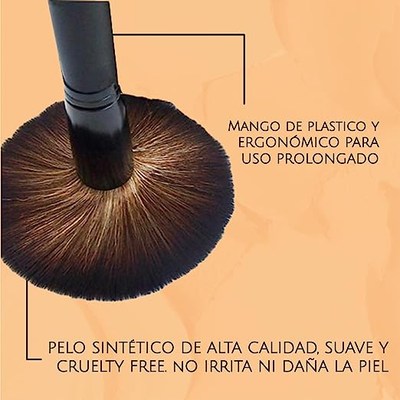 Mango de plastico y
ergonómico para
uso prolongado
PELO SINTÉTICO DE ALTA CALIDAD, SUAVE Y
CRUELTY FREE. NO IRRITA NI DAÑA LA PIEL